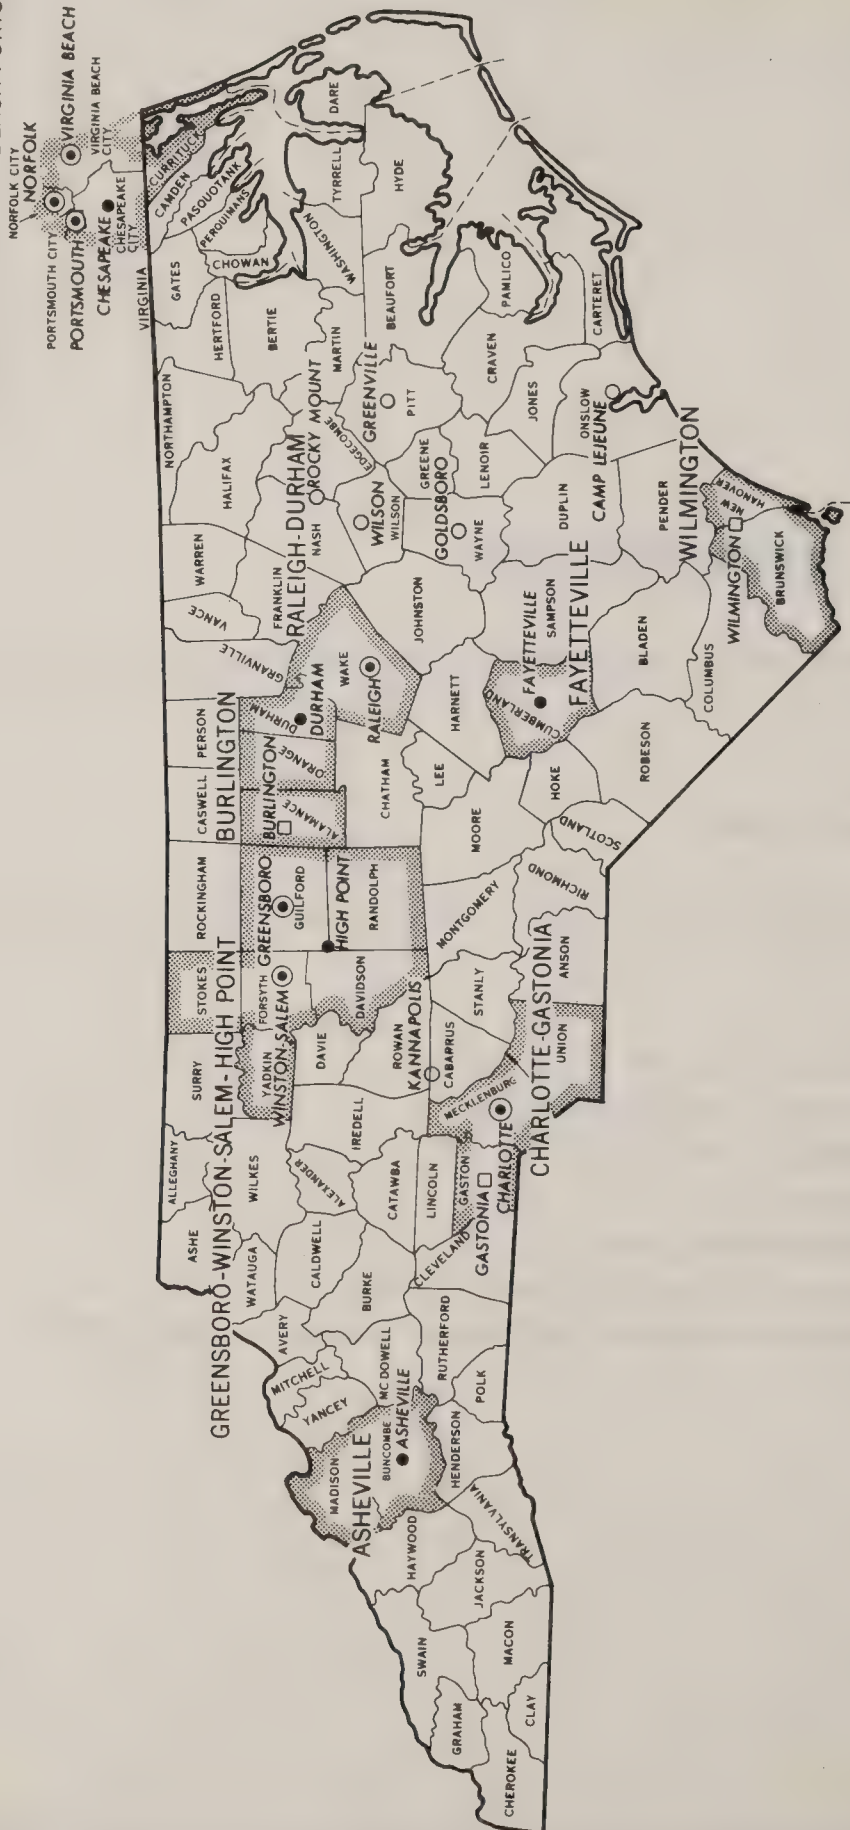 NORFOLK CITY
NORFOLK
VIRGINIA BEACH
VIRGINIA BEACH
CITY
PORTSMOUTH CITY
PORTSMOUTH
CHESAPEAKE
CHESAPEAKE
CITY
VIRGINIA
CURRITUCK
CAMDEN
PASQUOTANK
PERQUIMANS
GATES
CHOWAN
HERTFORD
BERTIE
NORTHAMPTON
HALIFAX
WARREN
VANCE
FRANKLIN
GRANVILLE
PERSON
CASWELL
ROCKINGHAM
STOKES
SURRY
ALLEGHANY
ASHE
DARE
TYRRELL
WASHINGTON
HYDE
BEAUFORT
MARTIN
PAMLICO
CARTERET
CRAVEN
JONES
ONSLOW
CAMP LEJEUNE
GREENVILLE
PITT
EDGECOMBE
ROCKY MOUNT
RALEIGH-DURHAM
NASH
WILSON
WILSON
GREENE
LENOIR
GOLDSBORO
WAYNE
DUPLIN
PENDER
WILMINGTON
NEW
HANOVER
WILMINGTON
BRUNSWICK
COLUMBUS
BLADEN
SAMPSON
FAYETTEVILLE
FAYETTEVILLE
CUMBERLAND
JOHNSTON
HARNETT
WAKE
RALEIGH
DURHAM
DURHAM
ORANGE
BURLINGTON
BURLINGTON
ALAMANCE
CHATHAM
LEE
MOORE
HOKE
ROBESON
SCOTLAND
RICHMOND
MONTGOMERY
ANSON
RANDOLPH
HIGH POINT
GUILFORD
GREENSBORO
GREENSBORO-WINSTON-SALEM-HIGH POINT
FORSYTH
WINSTON-SALEM
DAVIDSON
YADKIN
DAVIE
ROWAN
KANNAPOLIS
CABARRUS
STANLY
UNION
CHARLOTTE-GASTONIA
MECKLENBURG
CHARLOTTE
GASTON
GASTONIA
IREDELL
WILKES
ALEXANDER
CATAWBA
LINCOLN
CLEVELAND
WATAUGA
CALDWELL
BURKE
RUTHERFORD
AVERY
MITCHELL
YANCEY
MC DOWELL
POLK
MADISON
BUNCOMBE
ASHEVILLE
ASHEVILLE
HENDERSON
TRANSYLVANIA
HAYWOOD
JACKSON
SWAIN
MACON
GRAHAM
CLAY
CHEROKEE